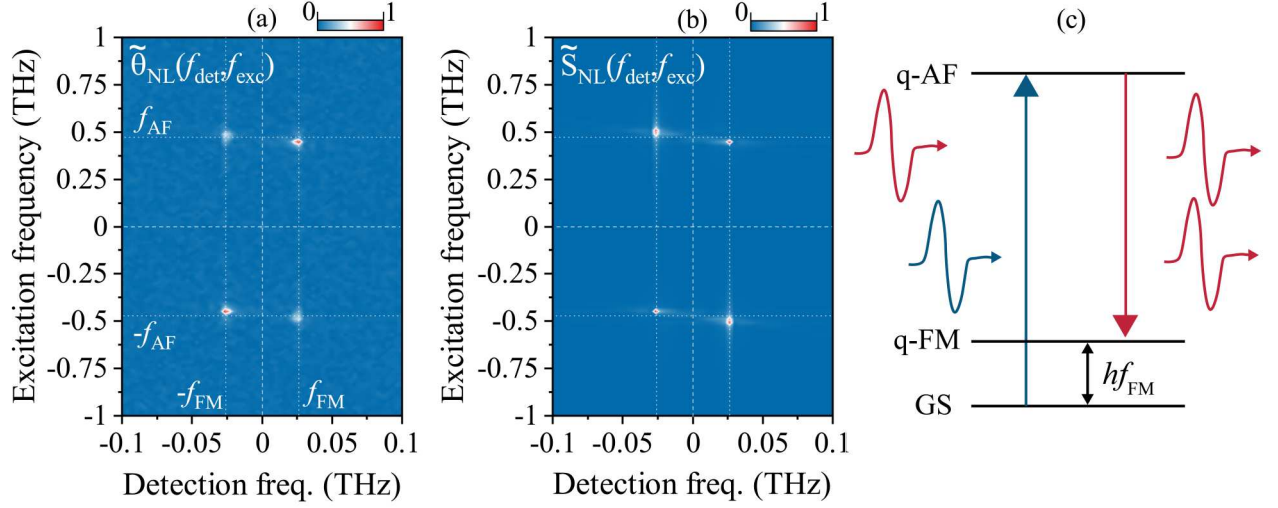 (a)
0 1
θ̃NL(fdet,fexc)
Excitation frequency (THz)
1
0.75
0.5
0.25
0
-0.25
-0.5
-0.75
-1
fAF
-fAF
-fFM
fFM
-0.1 -0.05 0 0.05 0.1
Detection freq. (THz)
(b)
0 1
S̃NL(fdet,fexc)
Excitation frequency (THz)
1
0.75
0.5
0.25
0
-0.25
-0.5
-0.75
-1
-0.1 -0.05 0 0.05 0.1
Detection freq. (THz)
(c)
q-AF
q-FM
hfFM
GS